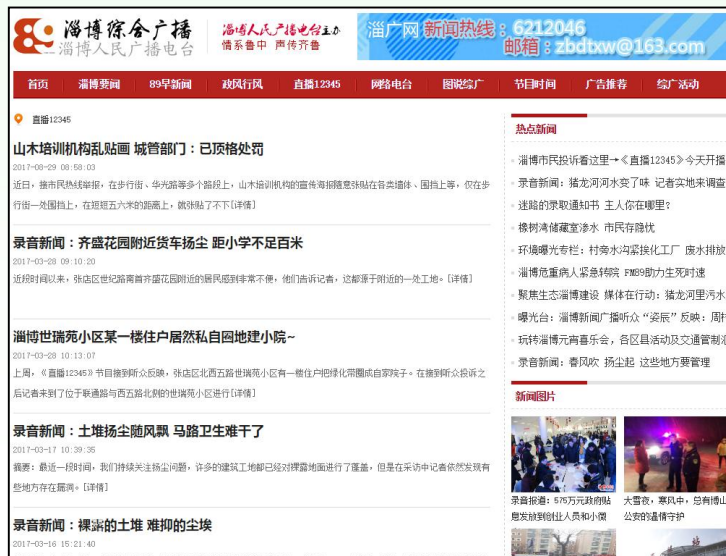 淄博综合广播
淄博人民广播电台
淄博人民广播电台主办
情系鲁中 声传齐鲁
淄广网 新闻热线：6212046
邮箱：zbdtxw@163.com
首页 淄博要闻 89早新闻 政风行风 直播12345 网络电台 图说综广 节目时间 广告推荐 综广活动
直播12345
山木培训机构乱贴画 城管部门：已顶格处罚
2017-08-29 08:58:03
近日，接市民热线举报，在步行街、华光路等多个路段上，山木培训机构的宣传海报随意张贴在各类墙体、围挡上等，仅在步
行街一处围挡上，在短短五六米的距离上，就张贴了不下[详情]
录音新闻：齐盛花园附近货车扬尘 距小学不足百米
2017-03-28 09:10:20
近段时间以来，张店区世纪路南首齐盛花园附近的居民感到非常不便，他们告诉记者，这都源于附近的一处工地。[详情]
淄博世瑞苑小区某一楼住户居然私自圈地建小院~
2017-03-28 10:13:07
上周，《直播12345》节目接到听众反映，张店区北西五路世瑞苑小区有一楼住户把绿化带圈成自家院子。在接到听众投诉之
后记者来到了位于联通路与西五路北侧的世瑞苑小区进行[详情]
录音新闻：土堆扬尘随风飘 马路卫生难干了
2017-03-17 10:39:35
摘要：最近一段时间，我们持续关注扬尘问题，许多的建筑工地都已经对裸露地面进行了覆盖，但是在采访中记者依然发现有
些地方存在漏洞。[详情]
录音新闻：裸露的土堆 难抑的尘埃
2017-03-16 15:21:40
热点新闻
淄博市民投诉看这里→《直播12345》今天开播
录音新闻：猪龙河河水变了味 记者实地来调查
迷路的录取通知书 主人你在哪里?
橡树湾储藏室渗水 市民存隐忧
环境曝光专栏：村旁水沟紧挨化工厂 废水排放
淄博危重病人紧急转院 FM89助力生死时速
聚焦生态淄博建设 媒体在行动：猪龙河里污水
曝光台：淄博新闻广播听众“姿辰”反映：周村
玩转淄博元宵喜乐会，各区县活动及交通管制
录音新闻：春风吹 扬尘起 这些地方要管理
新闻图片
录音报道：575万元政府贴
息发放到创业人员和小微
大雪夜，寒风中，总有博山
公安的温情守护